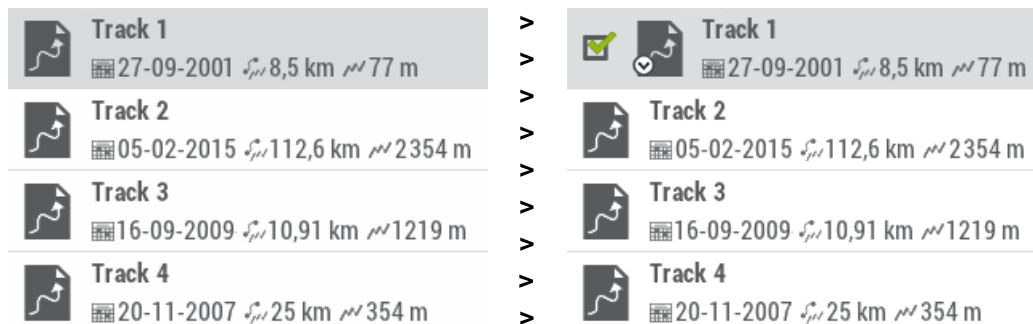 Track 1
27-09-2001 8,5 km 77 m
Track 2
05-02-2015 112,6 km 2354 m
Track 3
16-09-2009 10,91 km 1219 m
Track 4
20-11-2007 25 km 354 m
>
>
>
>
>
>
>
>
>
Track 1
27-09-2001 8,5 km 77 m
Track 2
05-02-2015 112,6 km 2354 m
Track 3
16-09-2009 10,91 km 1219 m
Track 4
20-11-2007 25 km 354 m